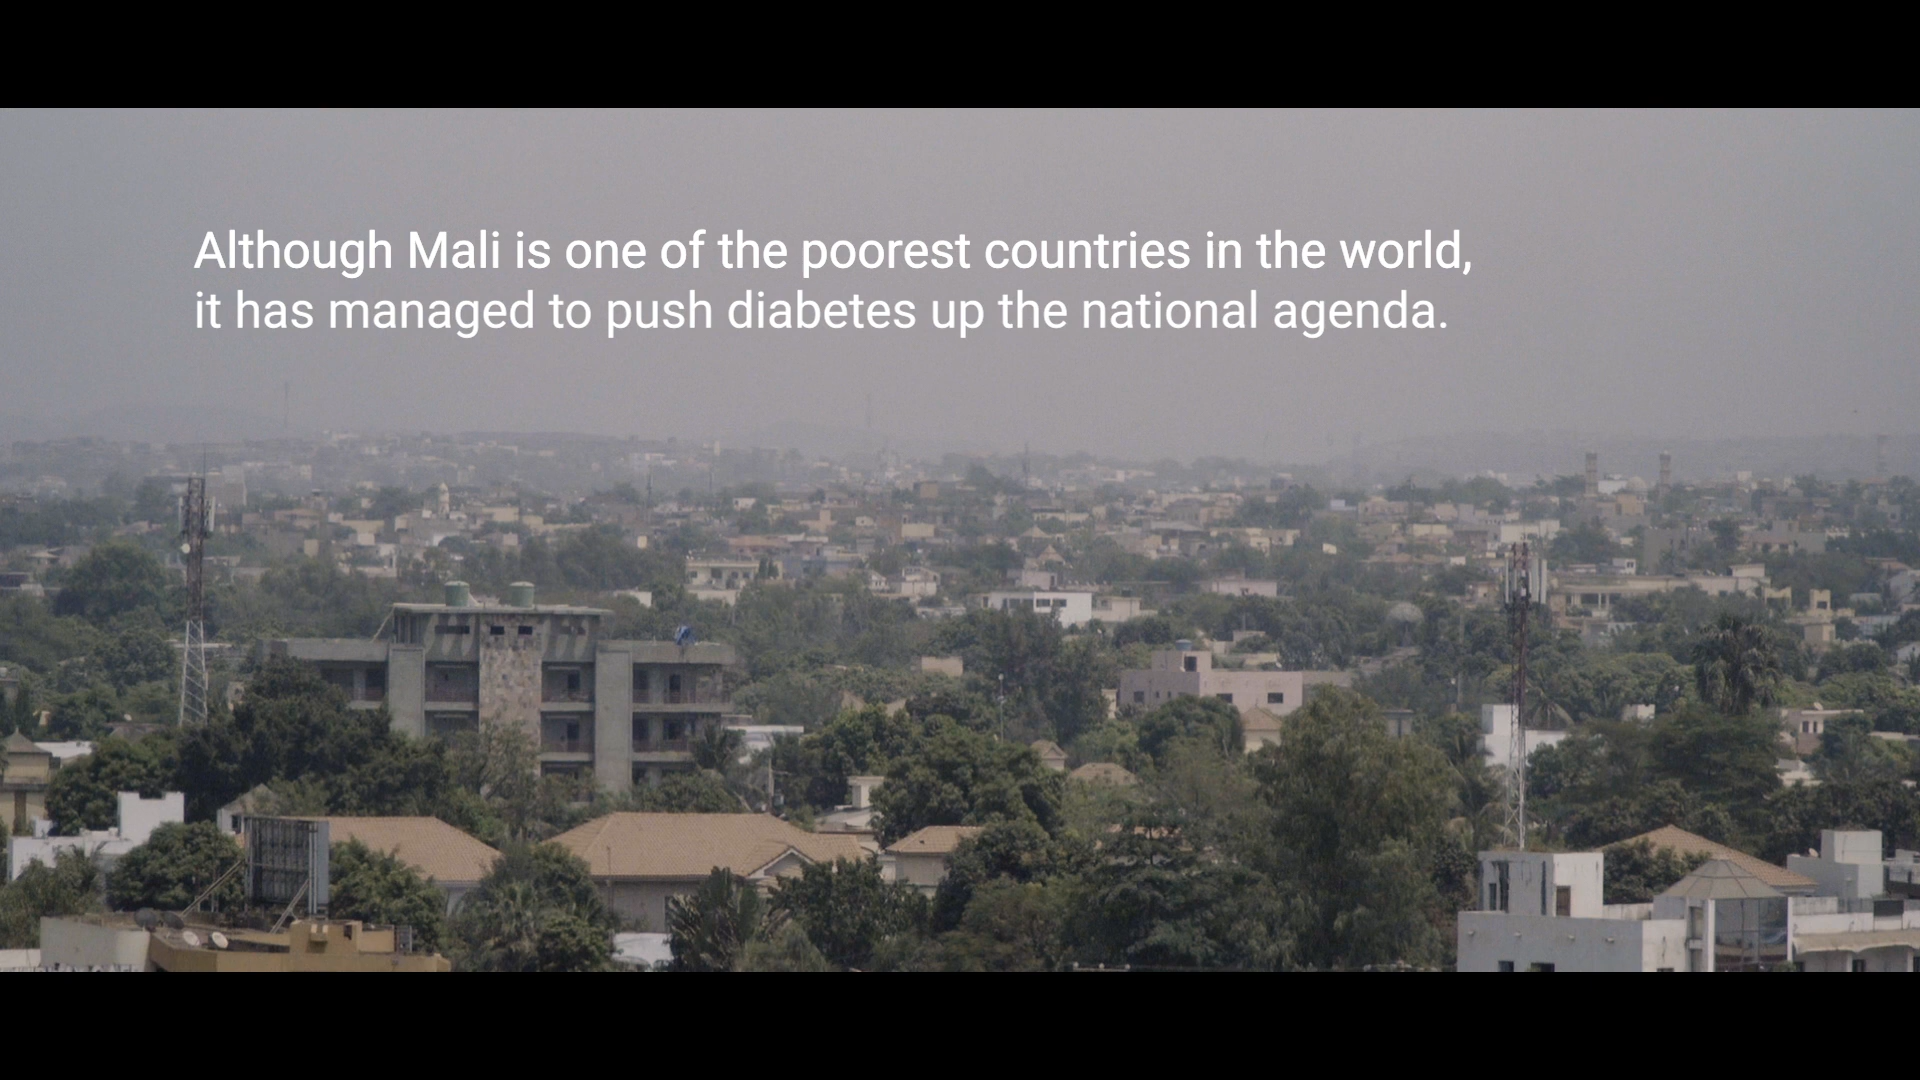 Although Mali is one of the poorest countries in the world,
it has managed to push diabetes up the national agenda.